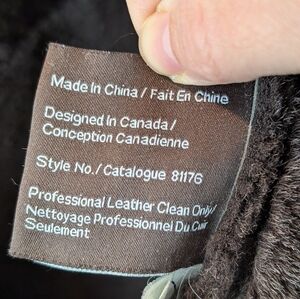 Made In China / Fait En Chine
Designed In Canada /
Conception Canadienne
Style No./ Catalogue 81176
Professional Leather Clean Only/
Nettoyage Professionnel Du Cuir
Seulement